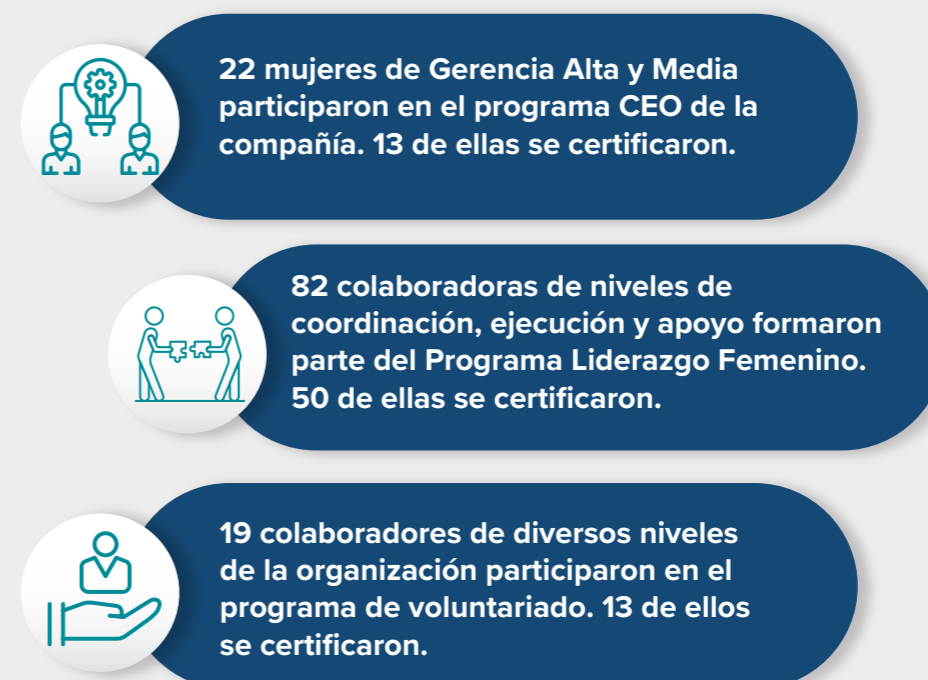 22 mujeres de Gerencia Alta y Media
participaron en el programa CEO de la
compañía. 13 de ellas se certificaron.
82 colaboradoras de niveles de
coordinación, ejecución y apoyo formaron
parte del Programa Liderazgo Femenino.
50 de ellas se certificaron.
19 colaboradores de diversos niveles
de la organización participaron en el
programa de voluntariado. 13 de ellos
se certificaron.